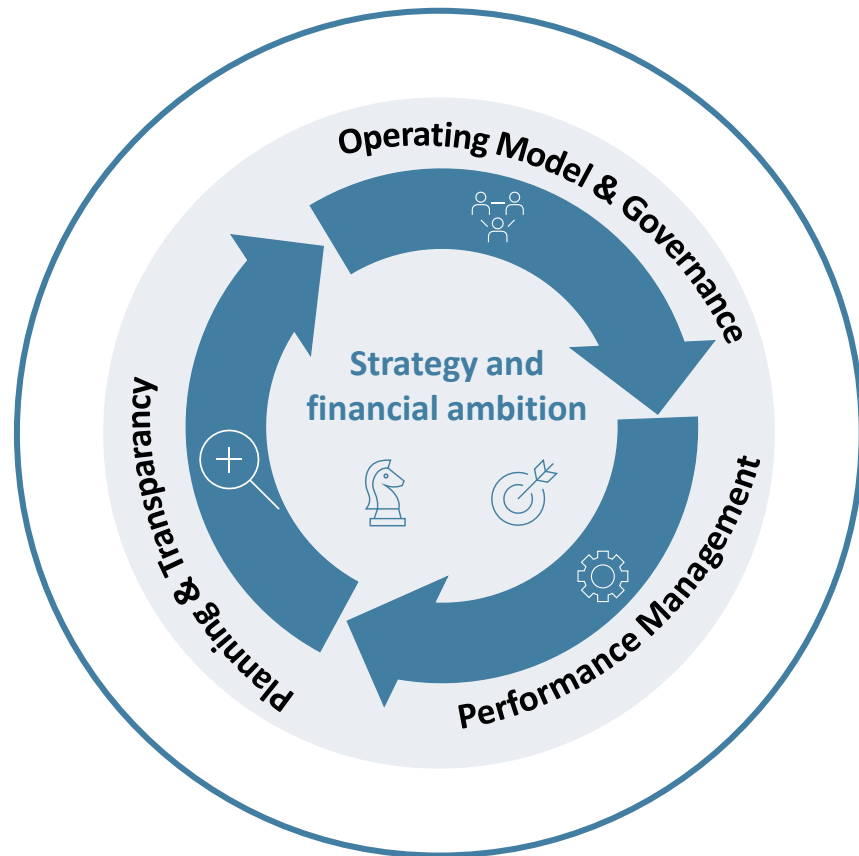 Operating Model & Governance
Strategy and
financial ambition
Performance Management
Planning & Transparancy